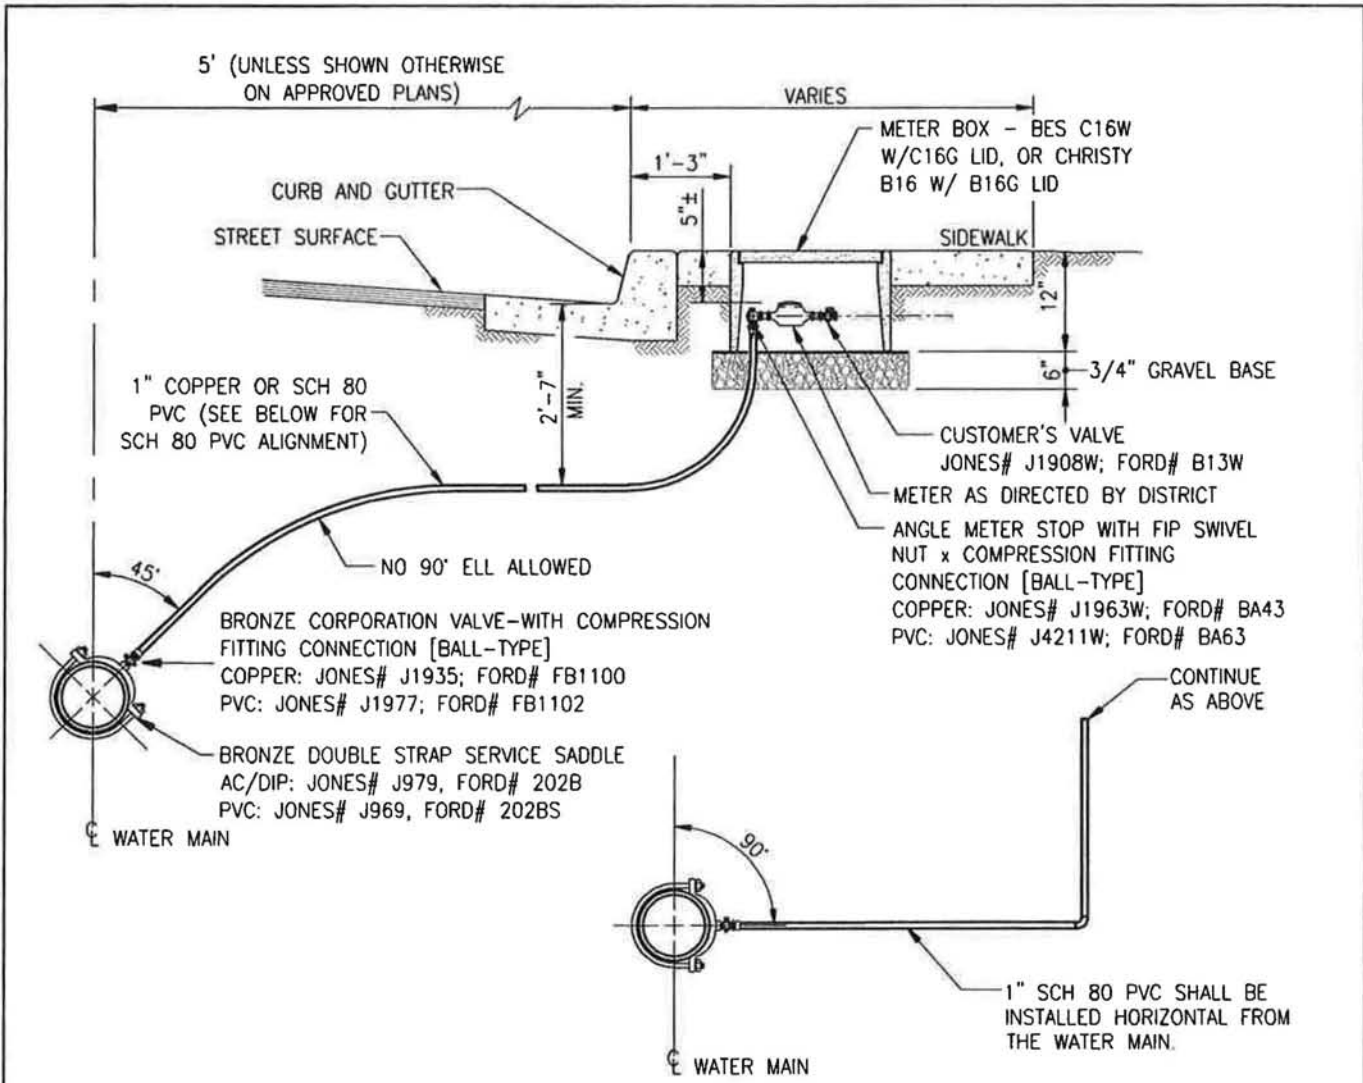 5' (UNLESS SHOWN OTHERWISE
ON APPROVED PLANS)
VARIES
METER BOX - BES C16W
W/C16G LID, OR CHRISTY
B16 W/ B16G LID
1'-3"
CURB AND GUTTER
5"±
STREET SURFACE
SIDEWALK
12"
6"
3/4" GRAVEL BASE
1" COPPER OR SCH 80
PVC (SEE BELOW FOR
SCH 80 PVC ALIGNMENT)
2'-7"
MIN.
CUSTOMER'S VALVE
JONES# J1908W; FORD# B13W
METER AS DIRECTED BY DISTRICT
ANGLE METER STOP WITH FIP SWIVEL
NUT x COMPRESSION FITTING
CONNECTION [BALL-TYPE]
COPPER: JONES# J1963W; FORD# BA43
PVC: JONES# J4211W; FORD# BA63
NO 90° ELL ALLOWED
45°
BRONZE CORPORATION VALVE-WITH COMPRESSION
FITTING CONNECTION [BALL-TYPE]
COPPER: JONES# J1935; FORD# FB1100
PVC: JONES# J1977; FORD# FB1102
BRONZE DOUBLE STRAP SERVICE SADDLE
AC/DIP: JONES# J979, FORD# 202B
PVC: JONES# J969, FORD# 202BS
℄ WATER MAIN
CONTINUE
AS ABOVE
90°
1" SCH 80 PVC SHALL BE
INSTALLED HORIZONTAL FROM
THE WATER MAIN.
℄ WATER MAIN